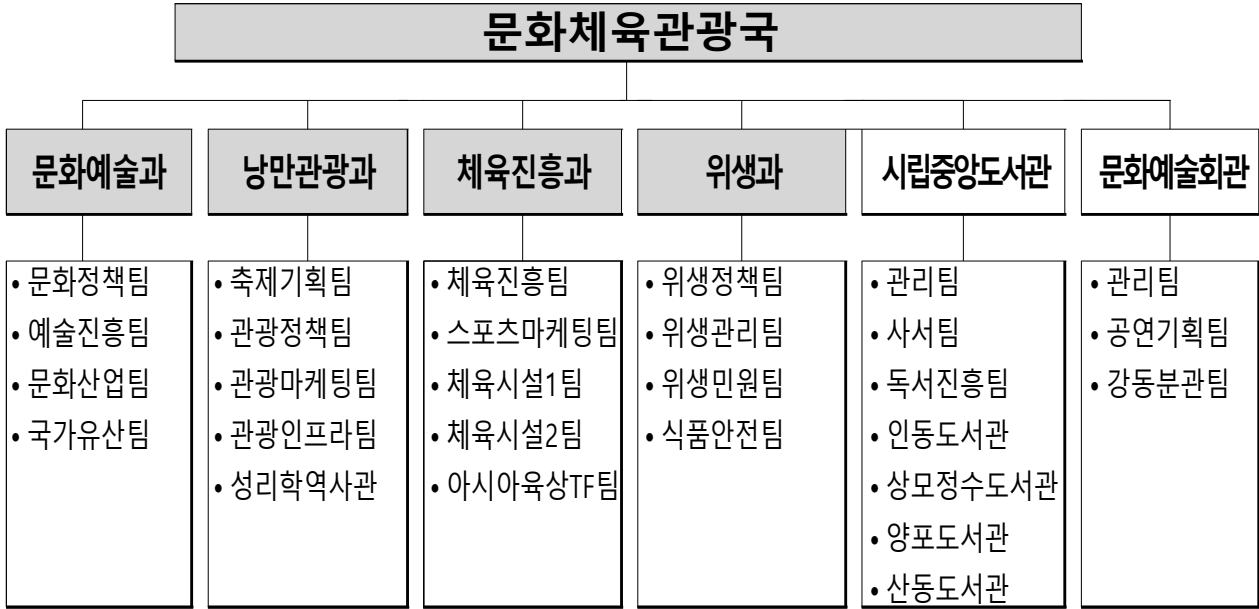 문화체육관광국
문화예술과
낭만관광과
체육진흥과
위생과
시립중앙도서관
문화예술회관
• 문화정책팀
• 예술진흥팀
• 문화산업팀
• 국가유산팀
• 축제기획팀
• 관광정책팀
• 관광마케팅팀
• 관광인프라팀
• 성리학역사관
• 체육진흥팀
• 스포츠마케팅팀
• 체육시설1팀
• 체육시설2팀
• 아시아육상TF팀
• 위생정책팀
• 위생관리팀
• 위생민원팀
• 식품안전팀
• 관리팀
• 사서팀
• 독서진흥팀
• 인동도서관
• 상모정수도서관
• 양포도서관
• 산동도서관
• 관리팀
• 공연기획팀
• 강동분관팀